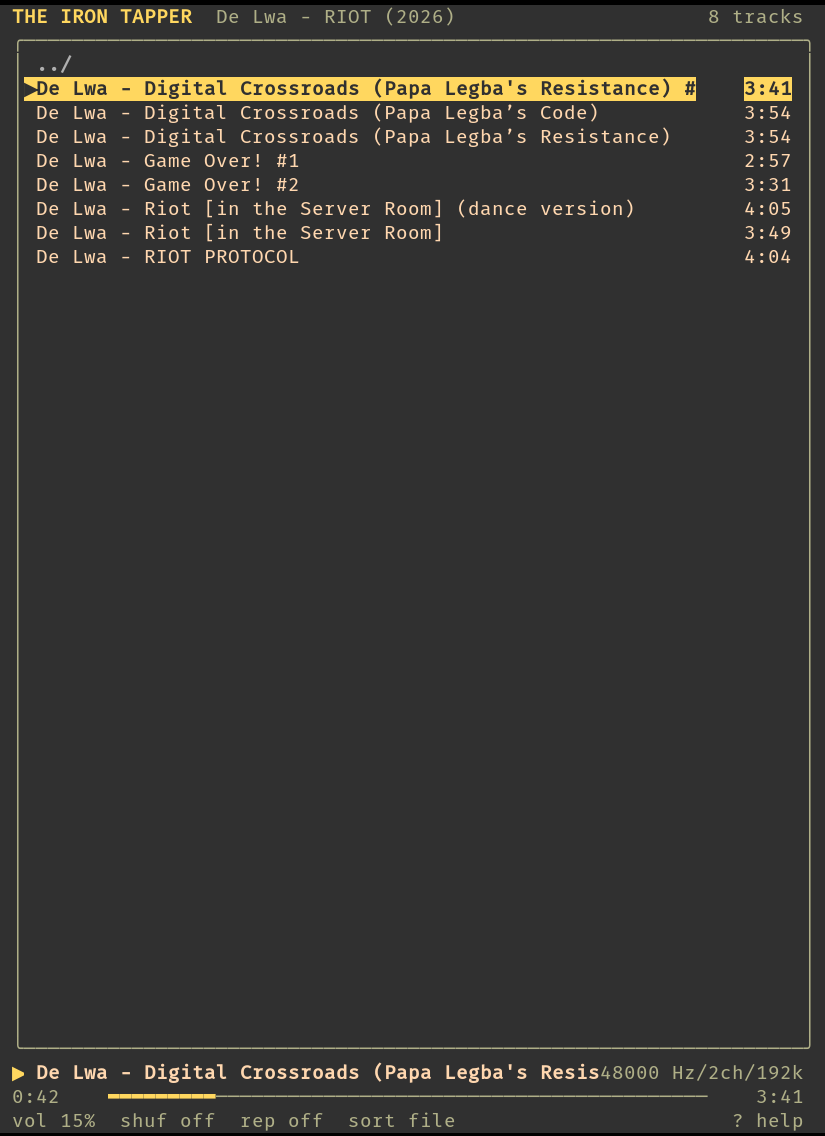 THE IRON TAPPER De Lwa - RIOT (2026) 8 tracks
../
▶De Lwa - Digital Crossroads (Papa Legba's Resistance) # 3:41
De Lwa - Digital Crossroads (Papa Legba’s Code) 3:54
De Lwa - Digital Crossroads (Papa Legba’s Resistance) 3:54
De Lwa - Game Over! #1 2:57
De Lwa - Game Over! #2 3:31
De Lwa - Riot [in the Server Room] (dance version) 4:05
De Lwa - Riot [in the Server Room] 3:49
De Lwa - RIOT PROTOCOL 4:04
▶ De Lwa - Digital Crossroads (Papa Legba's Resis48000 Hz/2ch/192k
0:42 3:41
vol 15% shuf off rep off sort file ? help